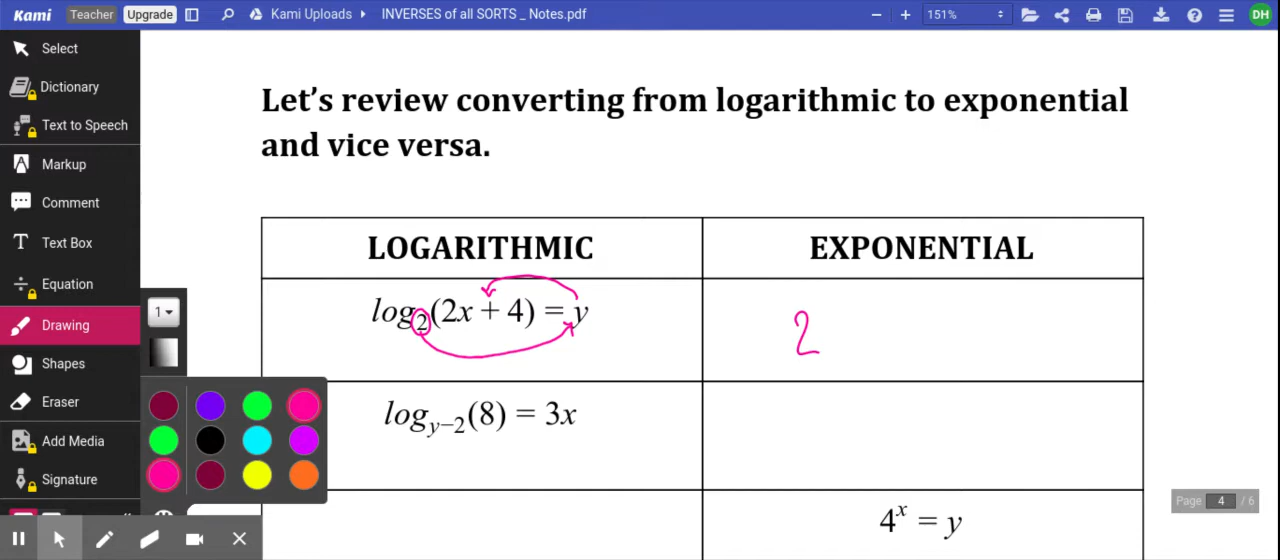 Kami Teacher Upgrade Kami Uploads INVERSES of all SORTS _ Notes.pdf 151% DH
Select
Dictionary
Text to Speech
Markup
Comment
Text Box
Equation
Drawing
Shapes
Eraser
Add Media
Signature
1
Let's review converting from logarithmic to exponential
and vice versa.
LOGARITHMIC EXPONENTIAL
log₂(2x + 4) = y 2
log_{y−2}(8) = 3x
4ˣ = y
Page 4 / 6